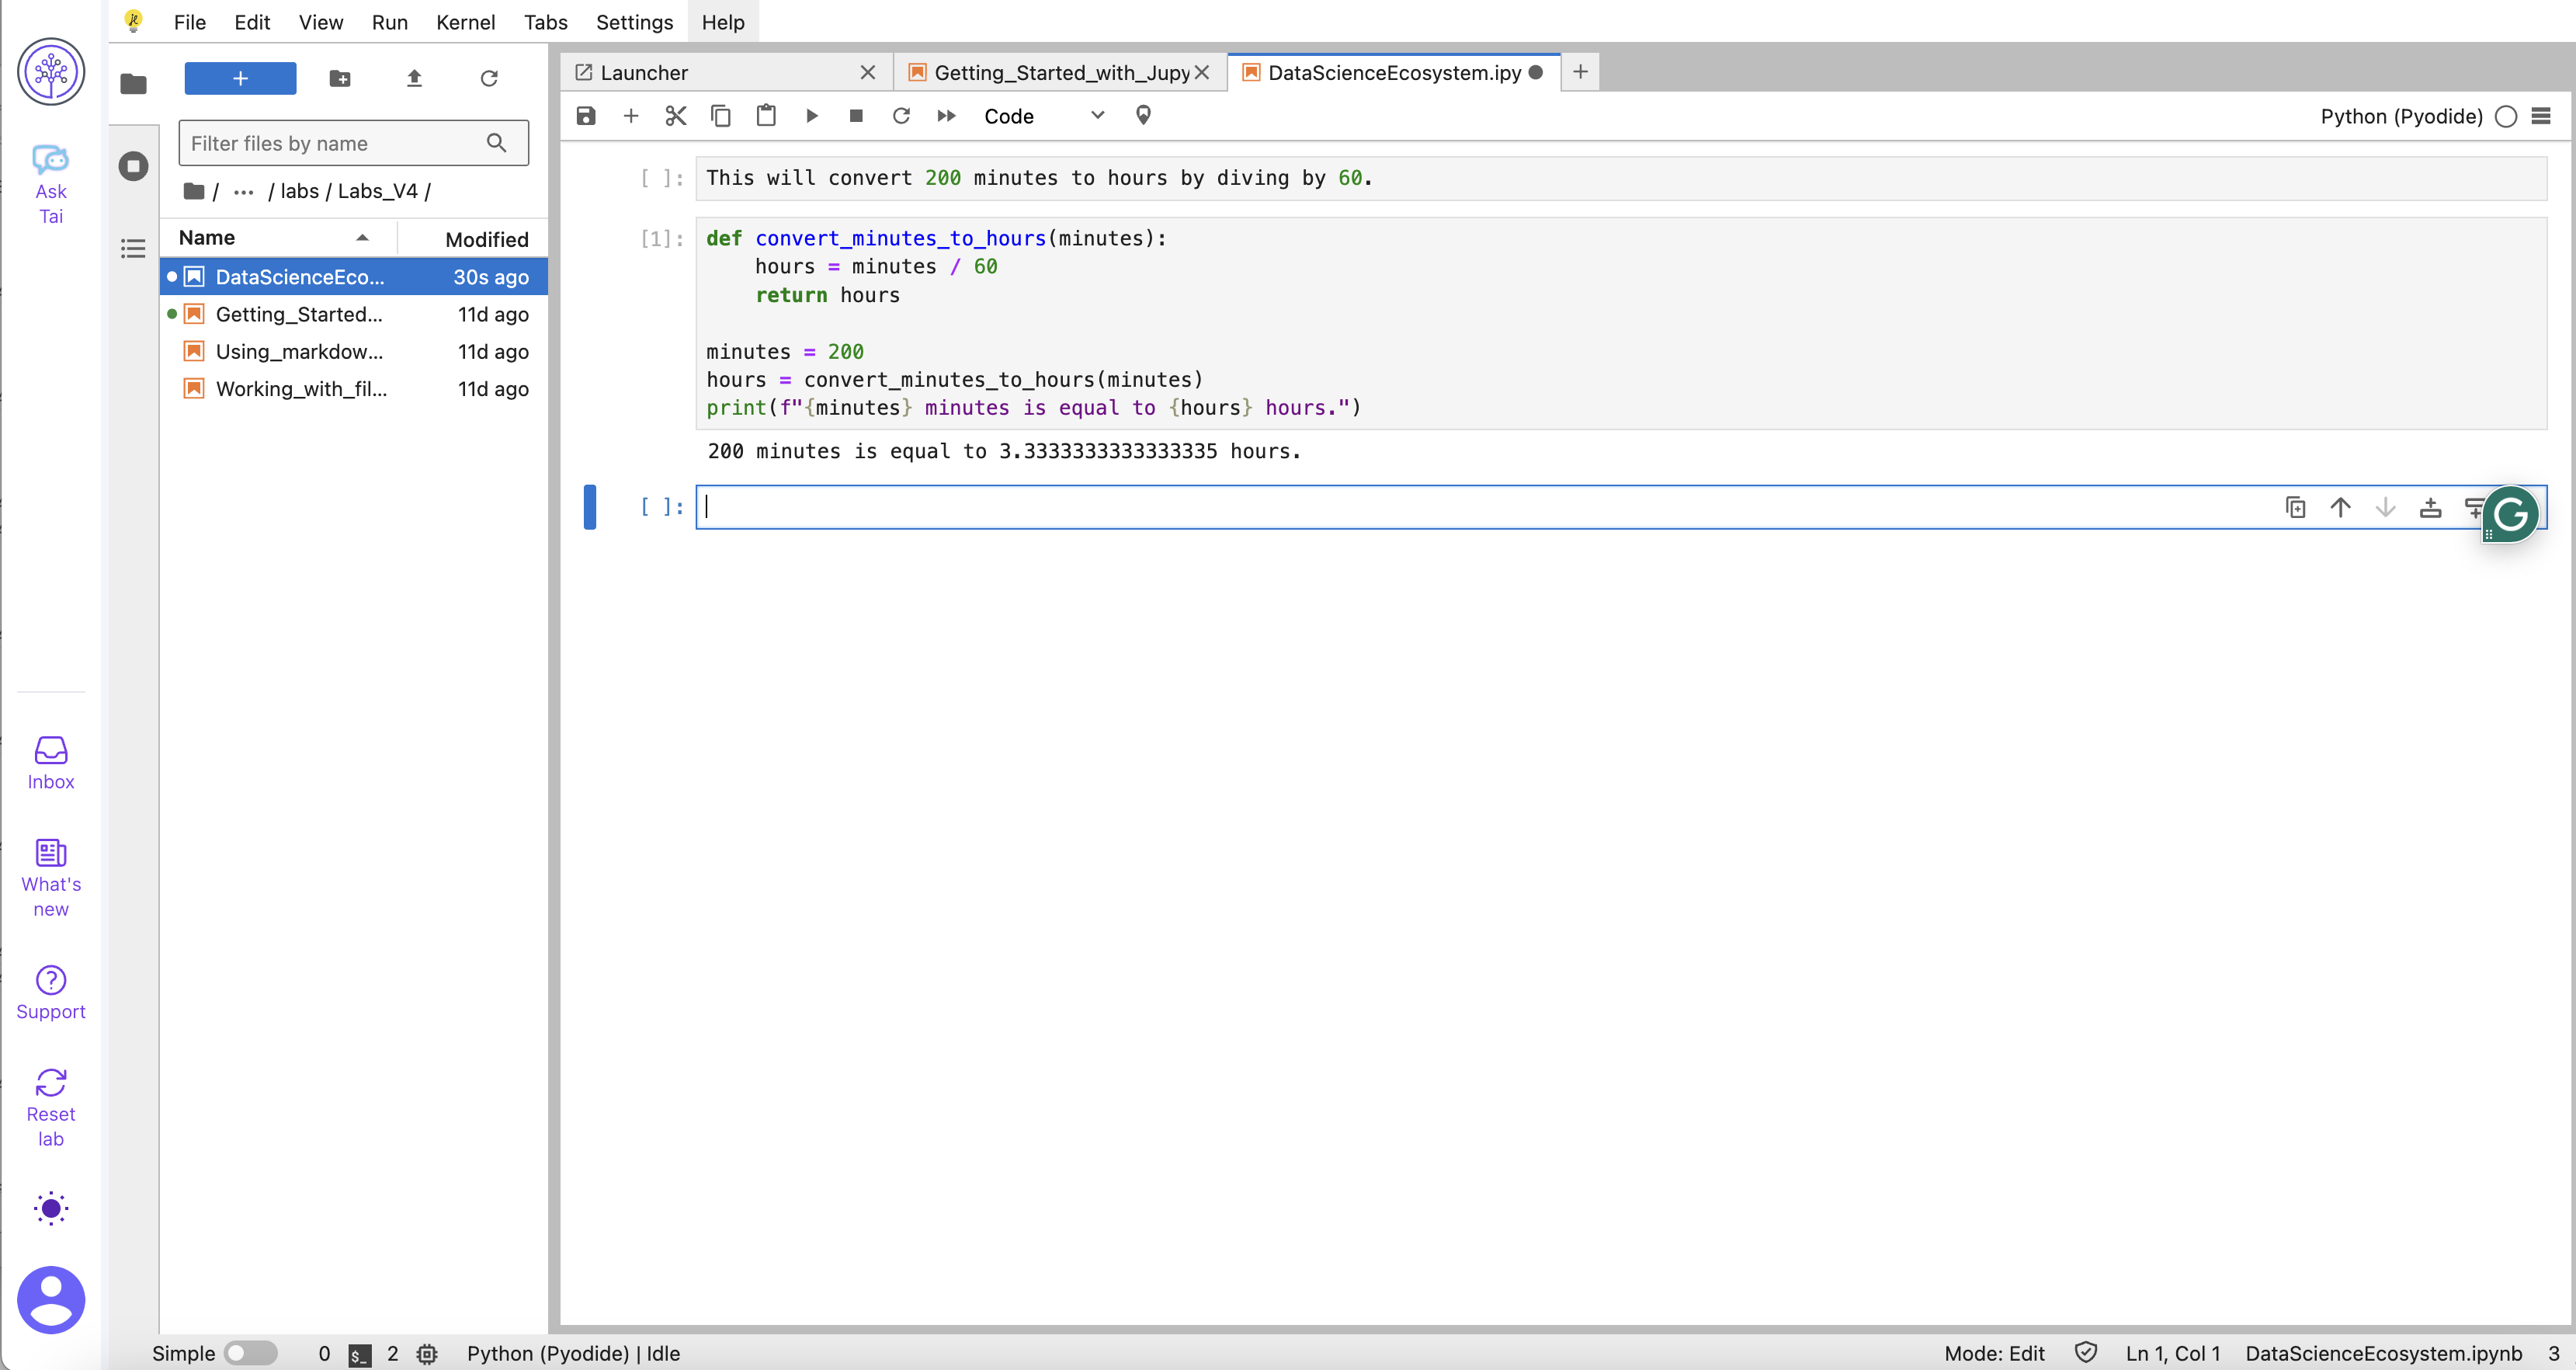 File Edit View Run Kernel Tabs Settings Help
Ask
Tai
Inbox
What's
new
Support
Reset
lab
Filter files by name
/ ... / labs / Labs_V4 /
Name Modified
DataScienceEco... 30s ago
Getting_Started... 11d ago
Using_markdow... 11d ago
Working_with_fil... 11d ago
Launcher
Getting_Started_with_Jupy
DataScienceEcosystem.ipy
Code
Python (Pyodide)
[ ]: This will convert 200 minutes to hours by diving by 60.
[1]: def convert_minutes_to_hours(minutes):
    hours = minutes / 60
    return hours
minutes = 200
hours = convert_minutes_to_hours(minutes)
print(f"{minutes} minutes is equal to {hours} hours.")
200 minutes is equal to 3.3333333333333335 hours.
[ ]:
G
Simple 0 $_ 2 Python (Pyodide) | Idle
Mode: Edit Ln 1, Col 1 DataScienceEcosystem.ipynb 3